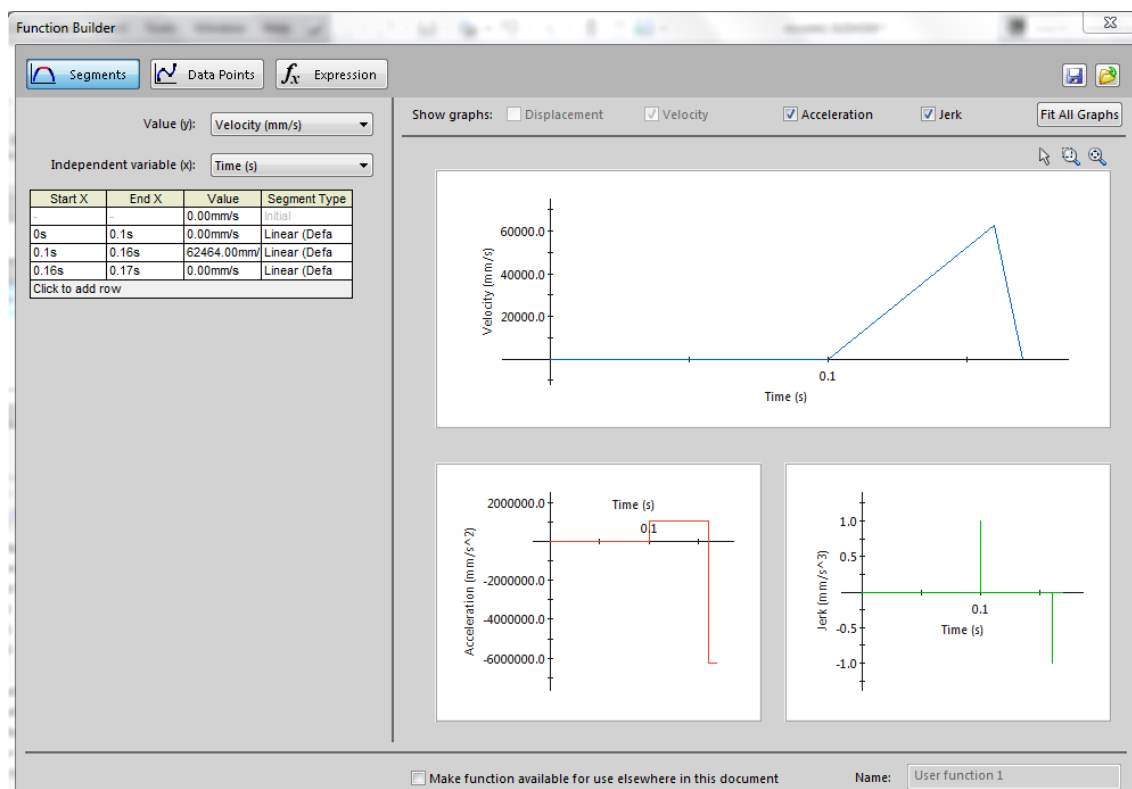 Function Builder
Segments Data Points fx Expression
Value (y): Velocity (mm/s)
Independent variable (x): Time (s)
Start X End X Value Segment Type
- - 0.00mm/s Initial
0s 0.1s 0.00mm/s Linear (Defa
0.1s 0.16s 62464.00mm/ Linear (Defa
0.16s 0.17s 0.00mm/s Linear (Defa
Click to add row
Show graphs: Displacement Velocity Acceleration Jerk Fit All Graphs
Velocity (mm/s)
60000.0
40000.0
20000.0
0.1
Time (s)
Acceleration (mm/s^2)
2000000.0
Time (s)
0.1
-2000000.0
-4000000.0
-6000000.0
Jerk (mm/s^3)
1.0
0.5
0.1
Time (s)
-0.5
-1.0
Make function available for use elsewhere in this document Name: User function 1